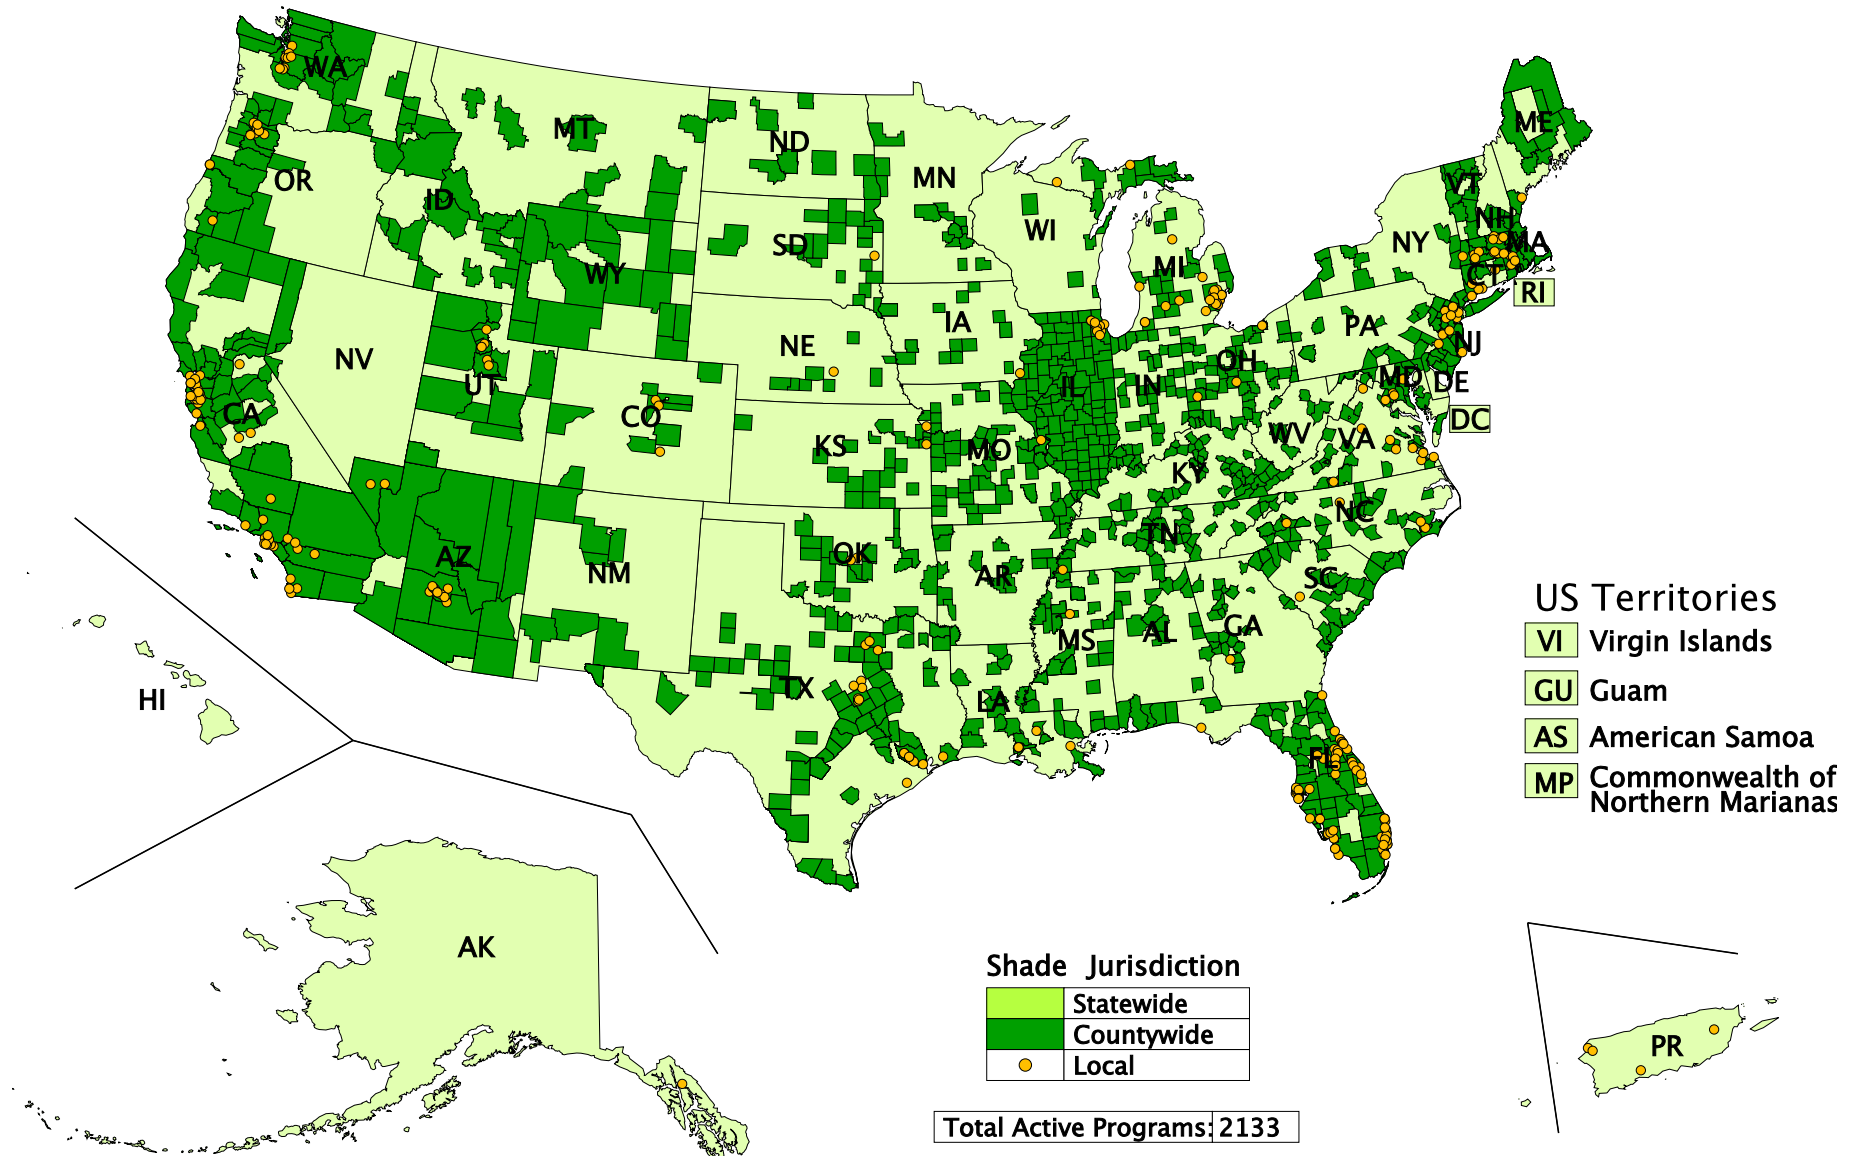 WA
MT
ND
MN
ME
OR
ID
SD
WI
VT
NH
NY
MA
MI
CT
RI
WY
NE
IA
PA
NJ
NV
UT
CO
IL
IN
OH
MD
DE
DC
CA
KS
MO
WV
VA
KY
AZ
NM
OK
AR
TN
NC
SC
MS
AL
GA
TX
LA
FL
HI
AK
US Territories
VI Virgin Islands
GU Guam
AS American Samoa
MP Commonwealth of
Northern Marianas
Shade Jurisdiction
Statewide
Countywide
Local
PR
Total Active Programs: 2133